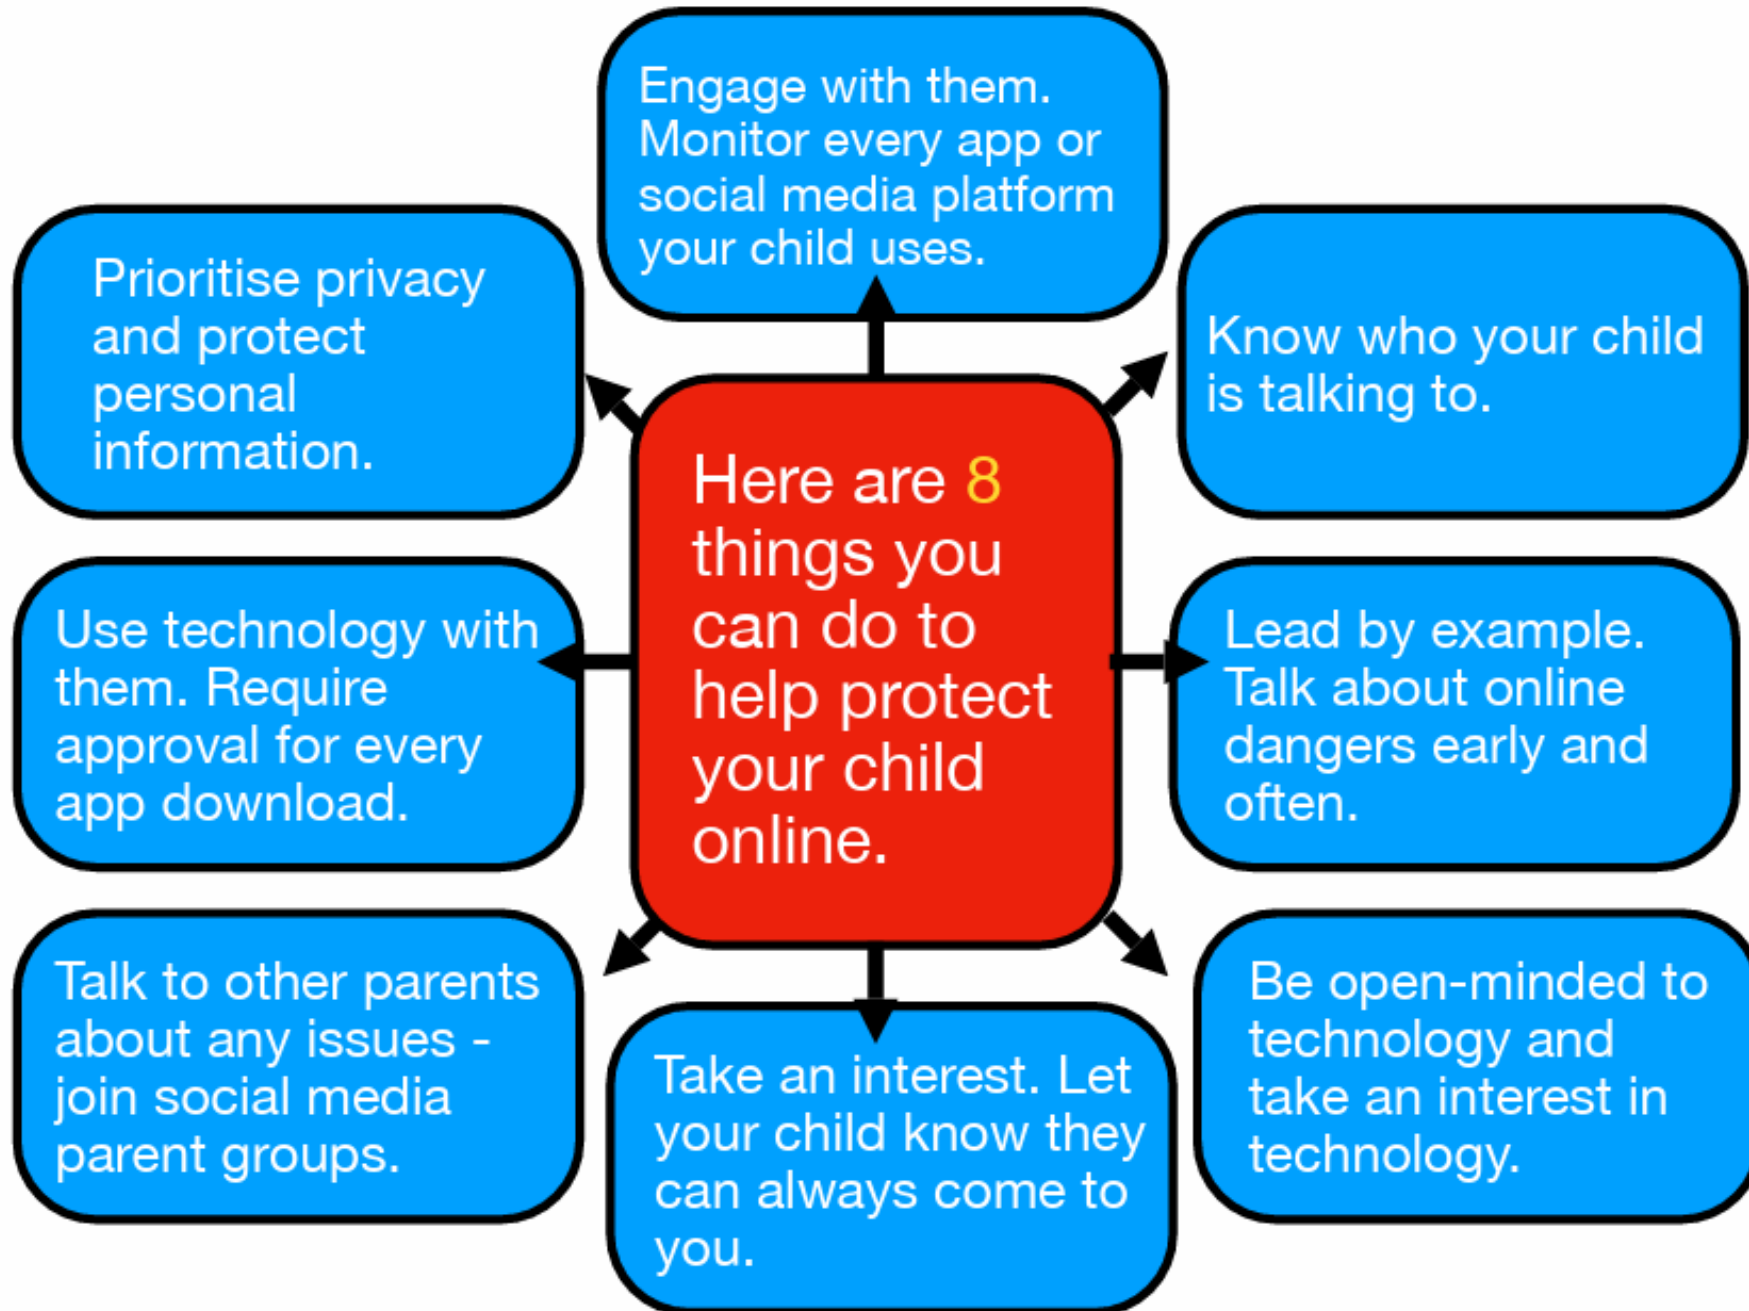 Engage with them.
Monitor every app or
social media platform
your child uses.
Prioritise privacy
and protect
personal
information.
Know who your child
is talking to.
Here are 8
things you
can do to
help protect
your child
online.
Use technology with
them. Require
approval for every
app download.
Lead by example.
Talk about online
dangers early and
often.
Talk to other parents
about any issues -
join social media
parent groups.
Take an interest. Let
your child know they
can always come to
you.
Be open-minded to
technology and
take an interest in
technology.